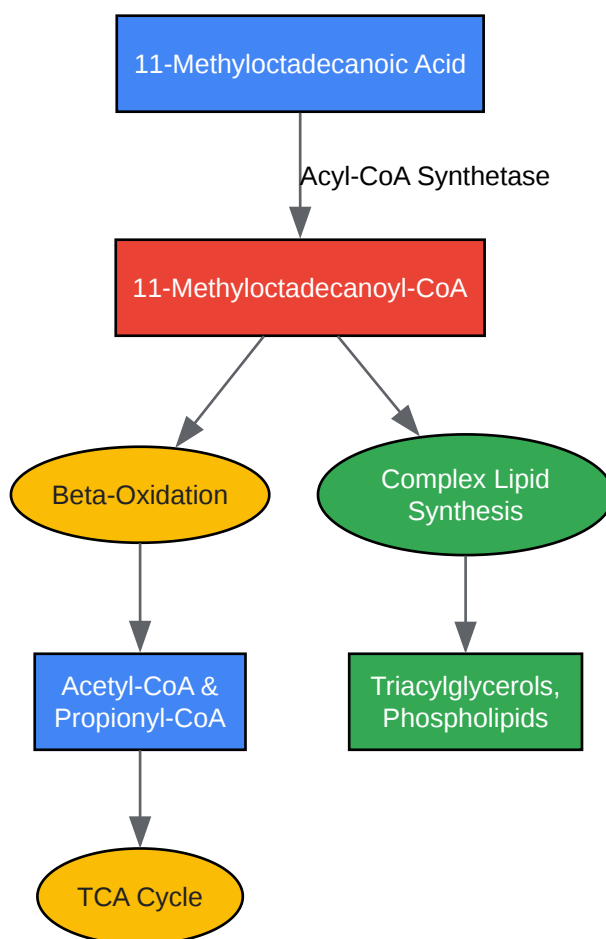 11-Methyloctadecanoic Acid
Acyl-CoA Synthetase
11-Methyloctadecanoyl-CoA
Beta-Oxidation
Complex Lipid
Synthesis
Acetyl-CoA &
Propionyl-CoA
Triacylglycerols,
Phospholipids
TCA Cycle